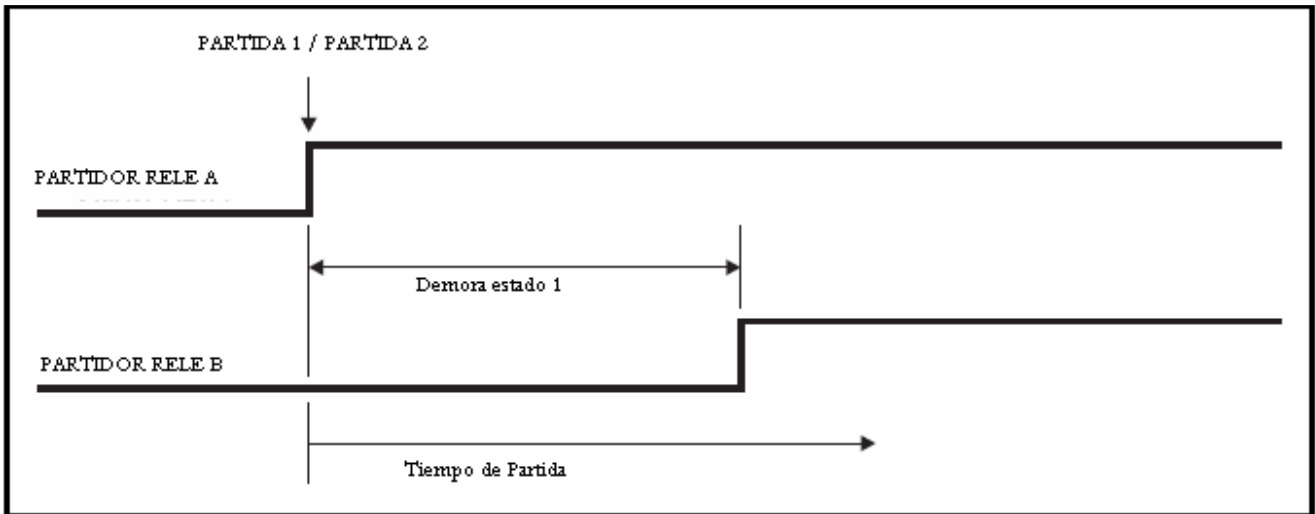 PARTIDA 1 / PARTIDA 2
PARTIDOR RELE A
Demora estado 1
PARTIDOR RELE B
Tiempo de Partida